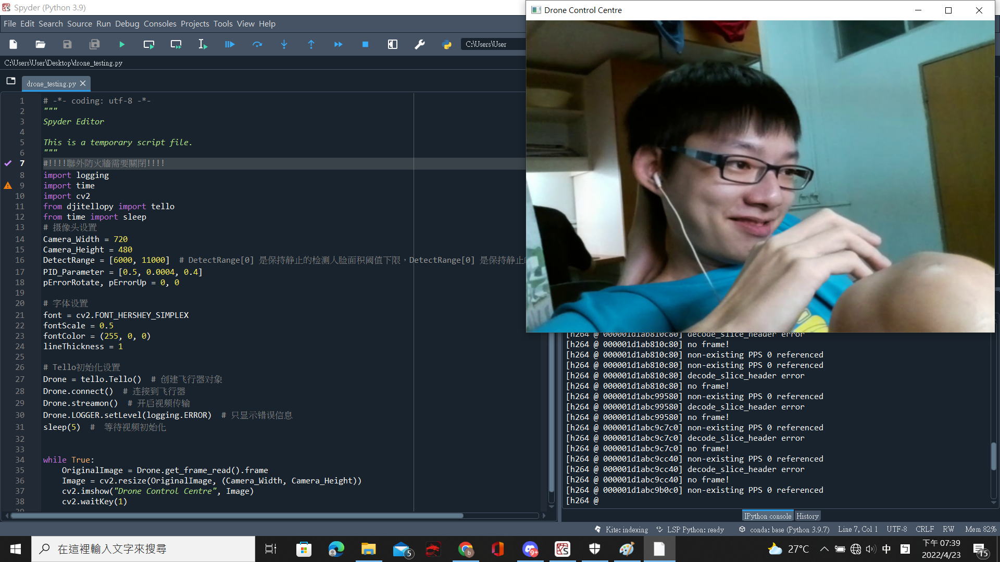 Spyder (Python 3.9)
File Edit Search Source Run Debug Consoles Projects Tools View Help
C:\Users\User
C:\Users\User\Desktop\drone_testing.py
drone_testing.py
1 # -*- coding: utf-8 -*-
2 """
3 Spyder Editor
4
5 This is a temporary script file.
6 """
7 #!!!!聯外防火牆需要關閉!!!!
8 import logging
9 import time
10 import cv2
11 from djitellopy import tello
12 from time import sleep
13 # 摄像头设置
14 Camera_Width = 720
15 Camera_Height = 480
16 DetectRange = [6000, 11000]  # DetectRange[0] 是保持静止的检测人脸面积阈值下限，DetectRange[0] 是保持静止
17 PID_Parameter = [0.5, 0.0004, 0.4]
18 pErrorRotate, pErrorUp = 0, 0
19
20 # 字体设置
21 font = cv2.FONT_HERSHEY_SIMPLEX
22 fontScale = 0.5
23 fontColor = (255, 0, 0)
24 lineThickness = 1
25
26 # Tello初始化设置
27 Drone = tello.Tello()  # 创建飞行器对象
28 Drone.connect()  # 连接到飞行器
29 Drone.streamon()  # 开启视频传输
30 Drone.LOGGER.setLevel(logging.ERROR)  # 只显示错误信息
31 sleep(5)  #  等待视频初始化
32
33
34 while True:
35     OriginalImage = Drone.get_frame_read().frame
36     Image = cv2.resize(OriginalImage, (Camera_Width, Camera_Height))
37     cv2.imshow("Drone Control Centre", Image)
38     cv2.waitKey(1)
Drone Control Centre
[h264 @ 000001d1ab810c80] decode_slice_header error
[h264 @ 000001d1ab810c80] no frame!
[h264 @ 000001d1ab810c80] non-existing PPS 0 referenced
[h264 @ 000001d1ab810c80] non-existing PPS 0 referenced
[h264 @ 000001d1ab810c80] decode_slice_header error
[h264 @ 000001d1ab810c80] no frame!
[h264 @ 000001d1abc99580] non-existing PPS 0 referenced
[h264 @ 000001d1abc99580] decode_slice_header error
[h264 @ 000001d1abc99580] no frame!
[h264 @ 000001d1abc9c7c0] non-existing PPS 0 referenced
[h264 @ 000001d1abc9c7c0] decode_slice_header error
[h264 @ 000001d1abc9c7c0] no frame!
[h264 @ 000001d1abc9cc40] non-existing PPS 0 referenced
[h264 @ 000001d1abc9cc40] decode_slice_header error
[h264 @ 000001d1abc9cc40] no frame!
[h264 @ 000001d1abc9b0c0] non-existing PPS 0 referenced
[h264 @
IPython console History
Kite: indexing LSP Python: ready conda: base (Python 3.9.7) Line 7, Col 1 UTF-8 CRLF RW Mem 82%
在這裡輸入文字來搜尋
5
b
9+
27°C
中
下午 07:39
2022/4/23
15